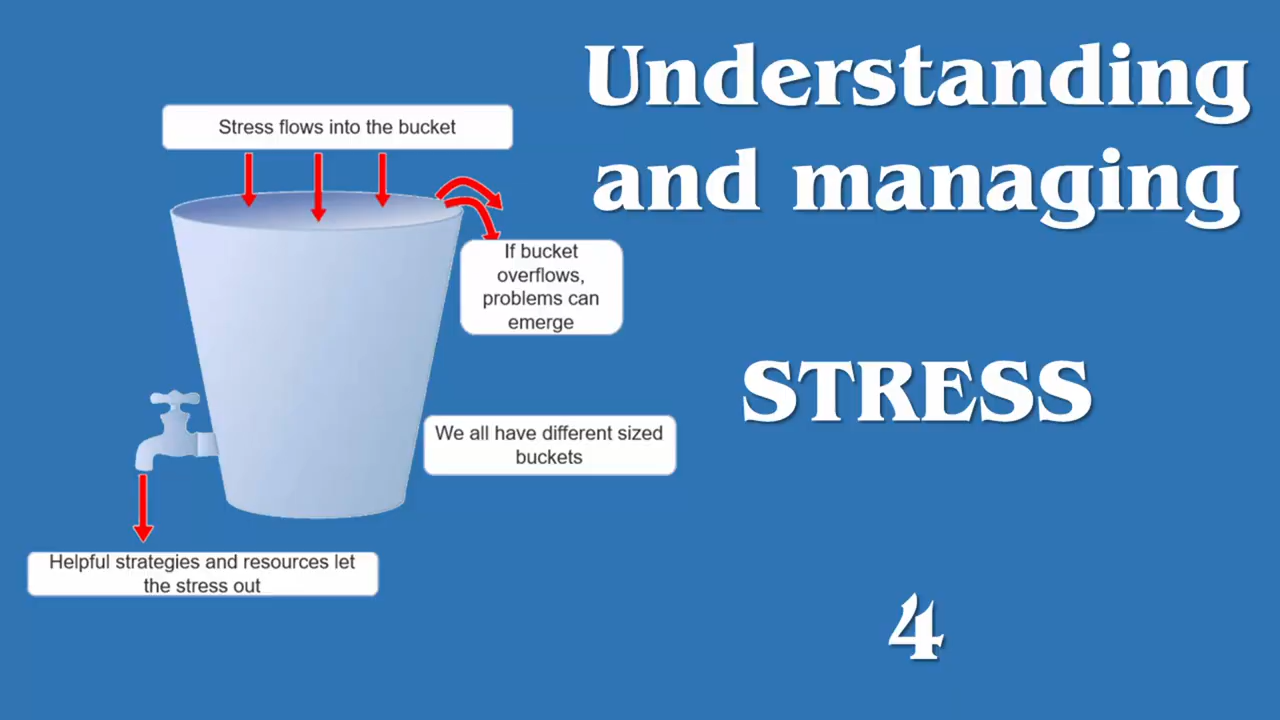 Understanding
and managing
STRESS
4
Stress flows into the bucket
If bucket
overflows,
problems can
emerge
We all have different sized
buckets
Helpful strategies and resources let
the stress out